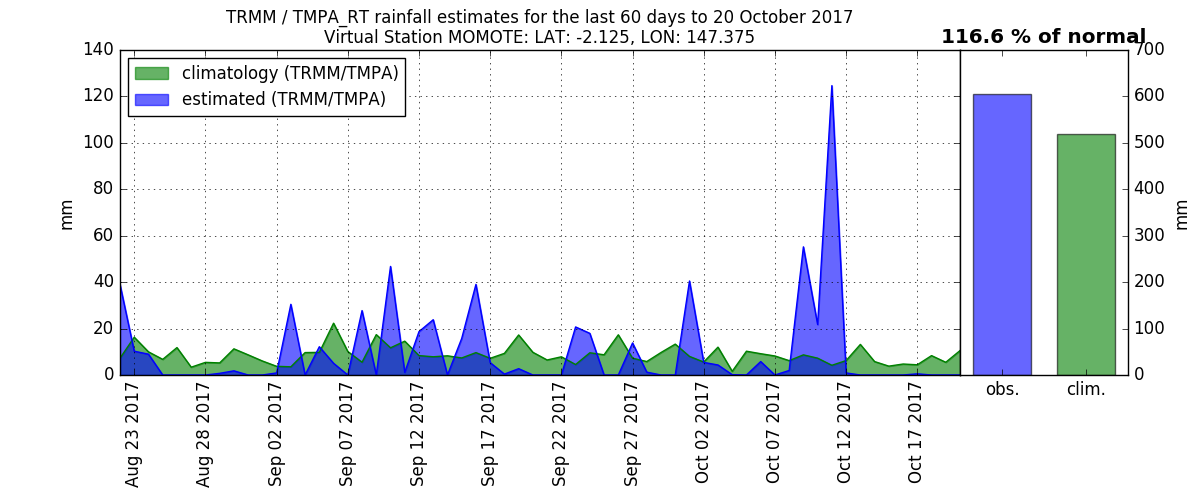 TRMM / TMPA_RT rainfall estimates for the last 60 days to 20 October 2017
Virtual Station MOMOTE: LAT: -2.125, LON: 147.375
116.6 % of normal
climatology (TRMM/TMPA)
estimated (TRMM/TMPA)
mm
140
120
100
80
60
40
20
0
Aug 23 2017
Aug 28 2017
Sep 02 2017
Sep 07 2017
Sep 12 2017
Sep 17 2017
Sep 22 2017
Sep 27 2017
Oct 02 2017
Oct 07 2017
Oct 12 2017
Oct 17 2017
700
600
500
400
300
200
100
0
mm
obs.
clim.